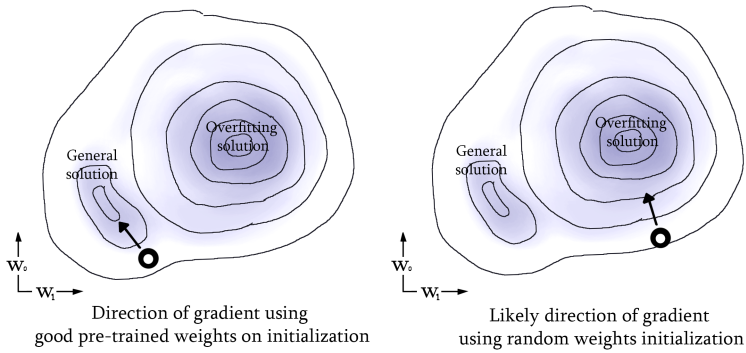 Overfitting
solution
General
solution
W₀
W₁
Direction of gradient using
good pre-trained weights on initialization
Overfitting
solution
General
solution
W₀
W₁
Likely direction of gradient
using random weights initialization